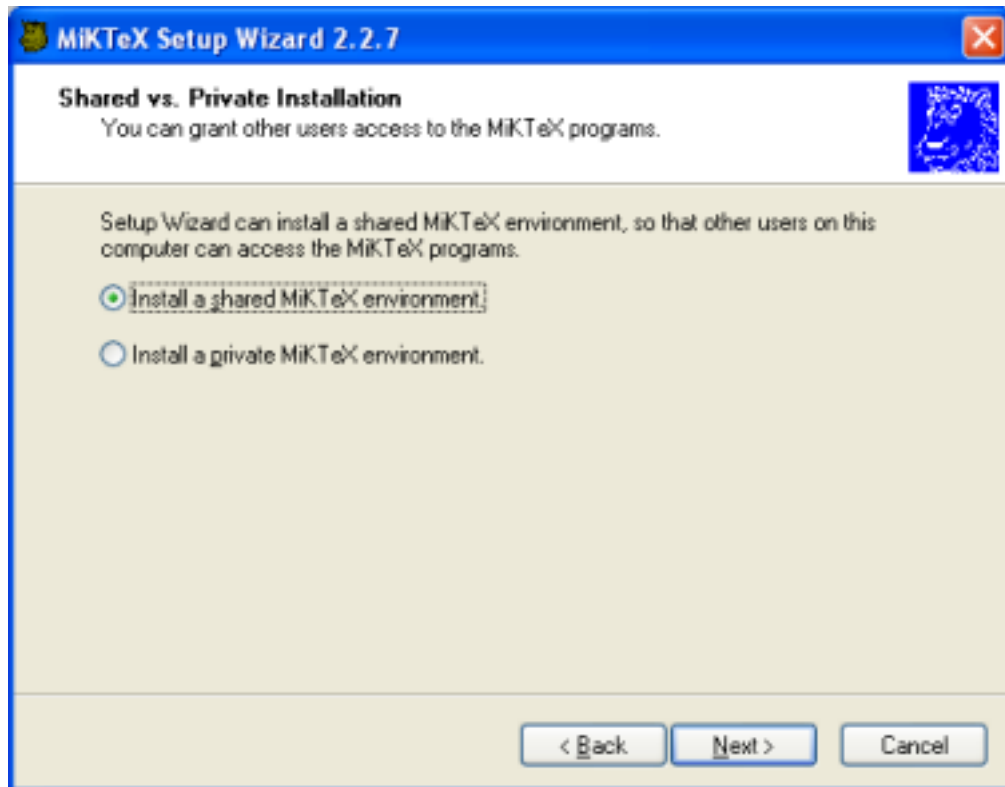 MiKTeX Setup Wizard 2.2.7
Shared vs. Private Installation
You can grant other users access to the MiKTeX programs.
Setup Wizard can install a shared MiKTeX environment, so that other users on this
computer can access the MiKTeX programs.
Install a shared MiKTeX environment.
Install a private MiKTeX environment.
< Back Next > Cancel